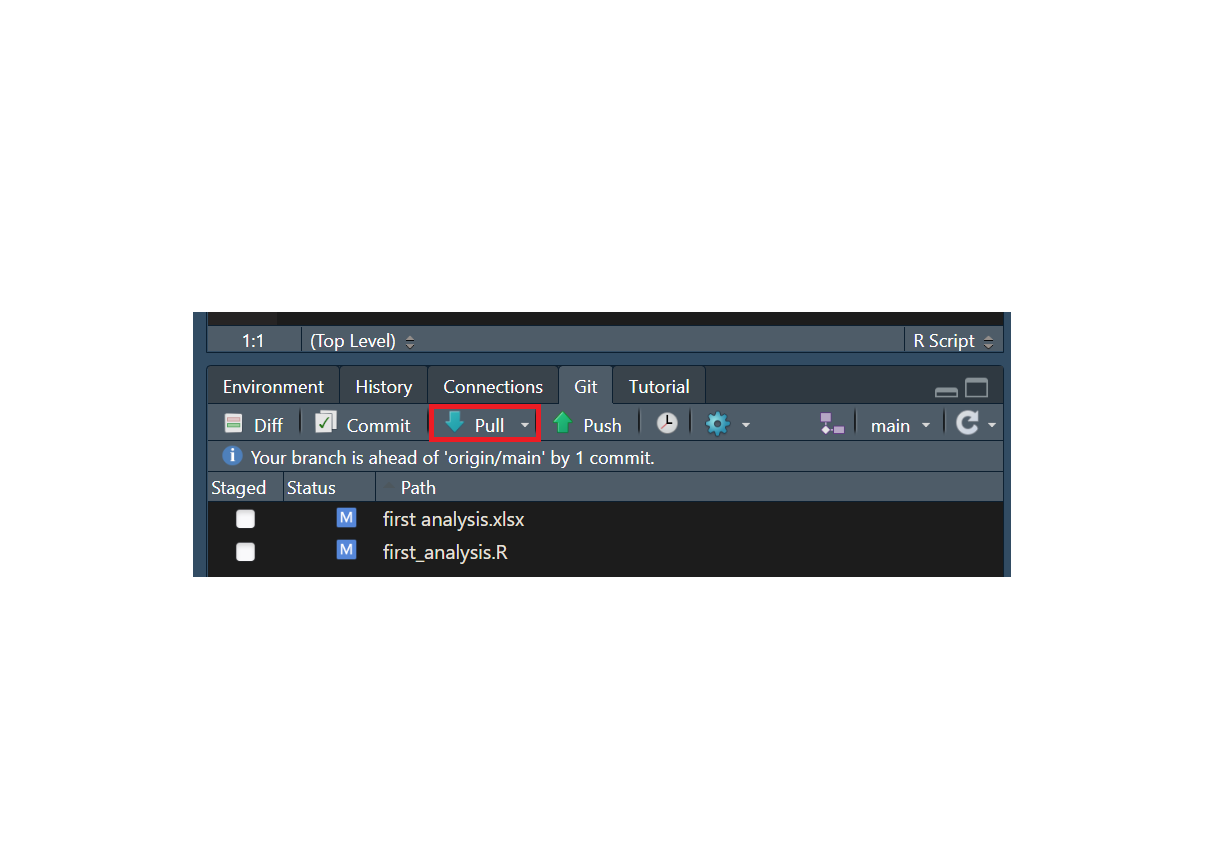 1:1 (Top Level) R Script
Environment History Connections Git Tutorial
Diff Commit Pull Push main
Your branch is ahead of 'origin/main' by 1 commit.
Staged Status Path
M first analysis.xlsx
M first_analysis.R